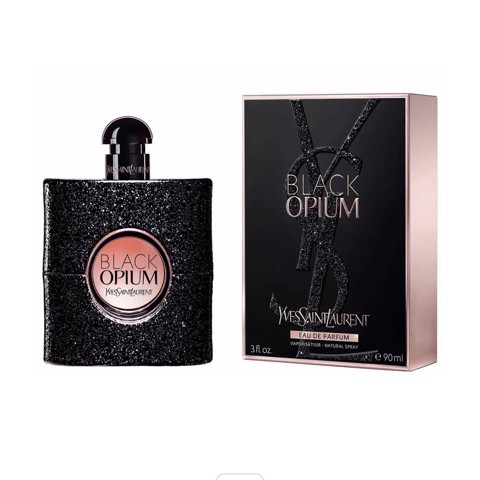 BLACK
OPIUM
YVESSAINTLAURENT
BLACK
OPIUM
YVESSAINTLAURENT
EAU DE PARFUM
VAPORISATEUR · NATURAL SPRAY
3 fl.oz. e 90ml